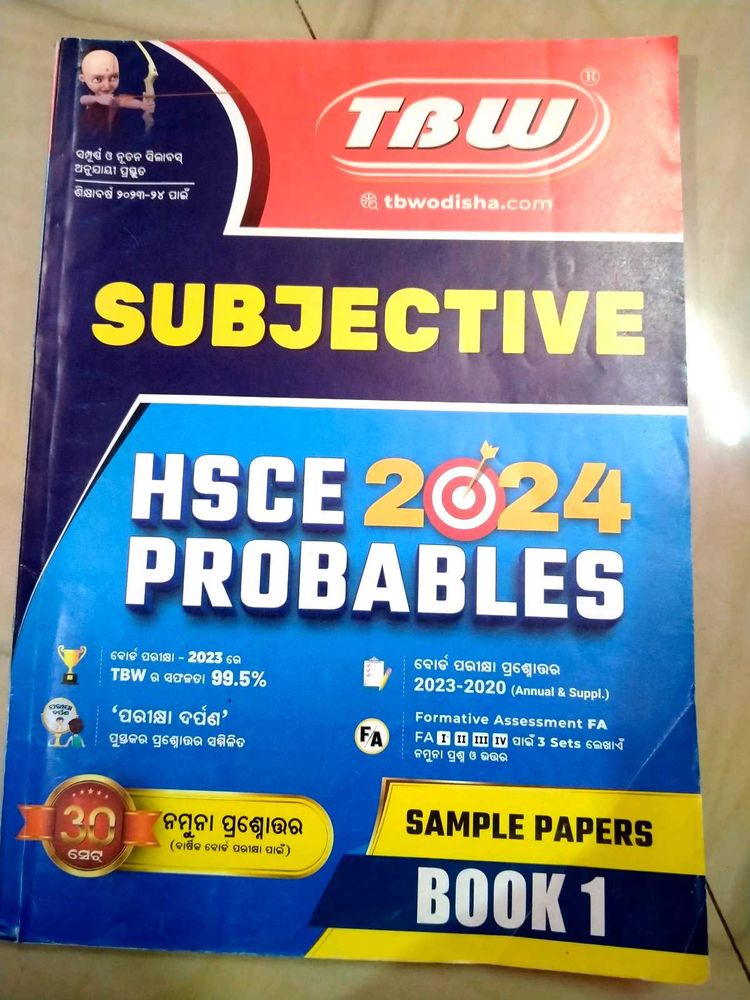 ସମ୍ପୂର୍ଣ୍ଣ ଓ ନୂତନ ସିଲାବସ୍
ଅନୁଯାୟୀ ପ୍ରସ୍ତୁତ
ଶିକ୍ଷାବର୍ଷ ୨୦୨୩-୨୪ ପାଇଁ
TBW®
tbwodisha.com
SUBJECTIVE
HSCE 2024
PROBABLES
ବୋର୍ଡ ପରୀକ୍ଷା - 2023 ରେ
TBW ର ସଫଳତା 99.5%
ବୋର୍ଡ ପରୀକ୍ଷା ପ୍ରଶ୍ନୋତ୍ତର
2023-2020 (Annual & Suppl.)
ପରୀକ୍ଷା
ଦର୍ପଣ
‘ପରୀକ୍ଷା ଦର୍ପଣ’
ପୁସ୍ତକର ପ୍ରଶ୍ନୋତ୍ତର ସମ୍ମିଳିତ
F/A
Formative Assessment FA
FA I II III IV ପାଇଁ 3 Sets ଲେଖାଏଁ
ନମୁନା ପ୍ରଶ୍ନ ଓ ଉତ୍ତର
30
ସେଟ୍
ନମୁନା ପ୍ରଶ୍ନୋତ୍ତର
(ବାର୍ଷିକ ବୋର୍ଡ ପରୀକ୍ଷା ପାଇଁ)
SAMPLE PAPERS
BOOK 1